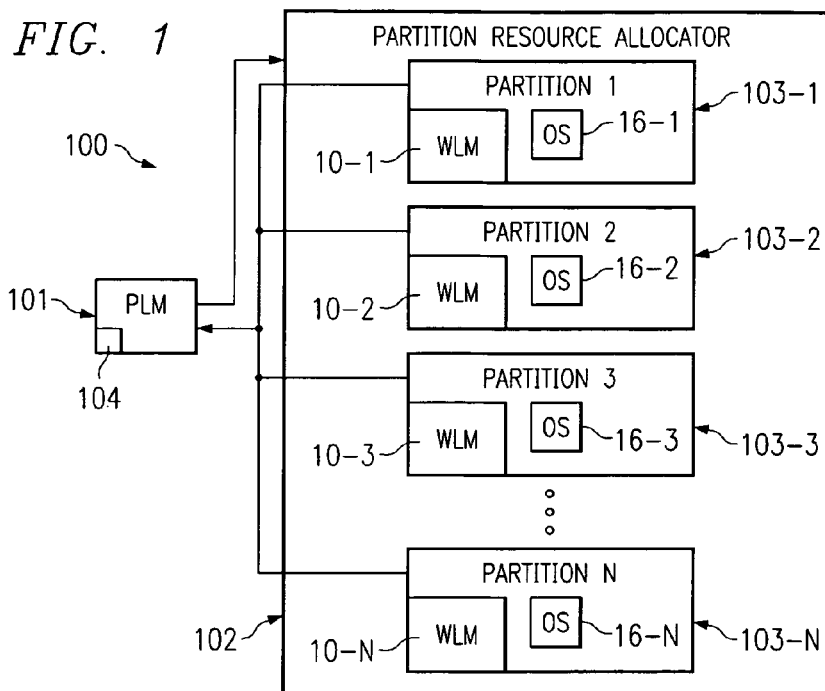 FIG. 1
PARTITION RESOURCE ALLOCATOR
PARTITION 1
103-1
WLM
OS
16-1
10-1
100
PARTITION 2
103-2
WLM
OS
16-2
10-2
101
PLM
104
PARTITION 3
103-3
WLM
OS
16-3
10-3
PARTITION N
103-N
WLM
OS
16-N
10-N
102